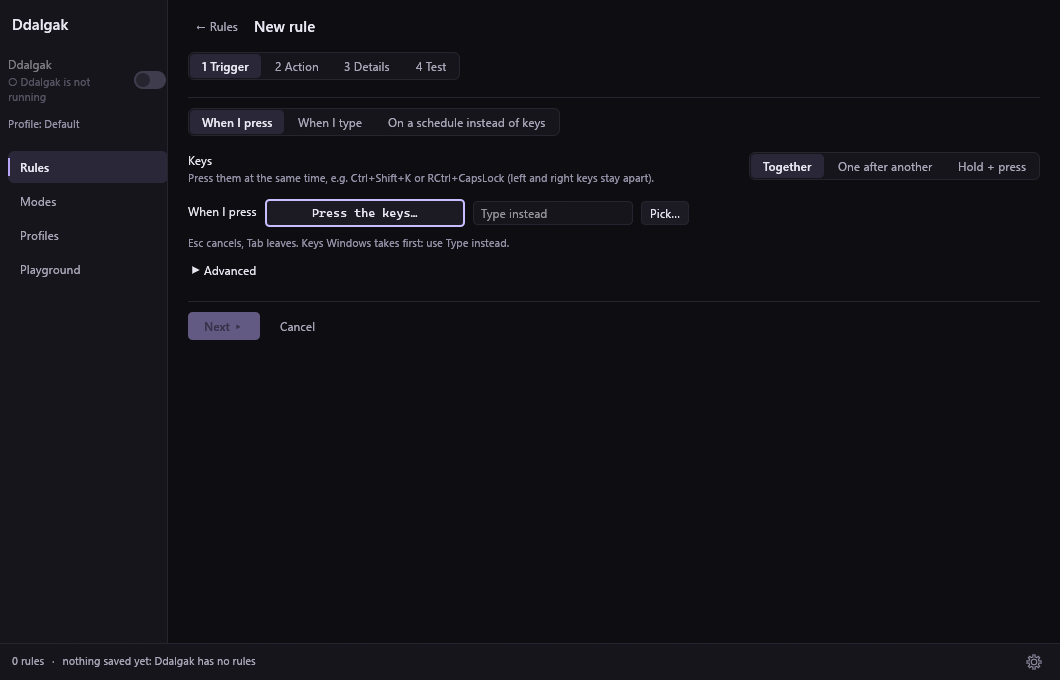 Ddalgak
Ddalgak
Ddalgak is not
running
Profile: Default
Rules
Modes
Profiles
Playground
← Rules New rule
1 Trigger 2 Action 3 Details 4 Test
When I press When I type On a schedule instead of keys
Keys
Press them at the same time, e.g. Ctrl+Shift+K or RCtrl+CapsLock (left and right keys stay apart).
Together One after another Hold + press
When I press Press the keys… Type instead Pick...
Esc cancels, Tab leaves. Keys Windows takes first: use Type instead.
Advanced
Next Cancel
0 rules · nothing saved yet: Ddalgak has no rules